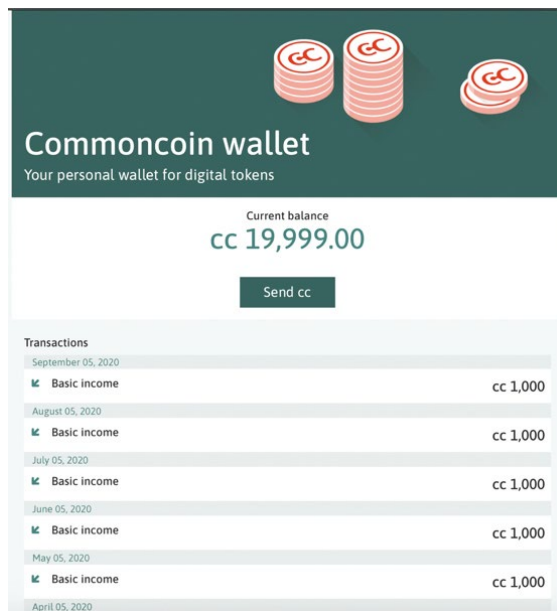 CC CC CC
Commoncoin wallet
Your personal wallet for digital tokens
Current balance
cc 19,999.00
Send cc
Transactions
September 05, 2020
Basic income cc 1,000
August 05, 2020
Basic income cc 1,000
July 05, 2020
Basic income cc 1,000
June 05, 2020
Basic income cc 1,000
May 05, 2020
Basic income cc 1,000
April 05, 2020